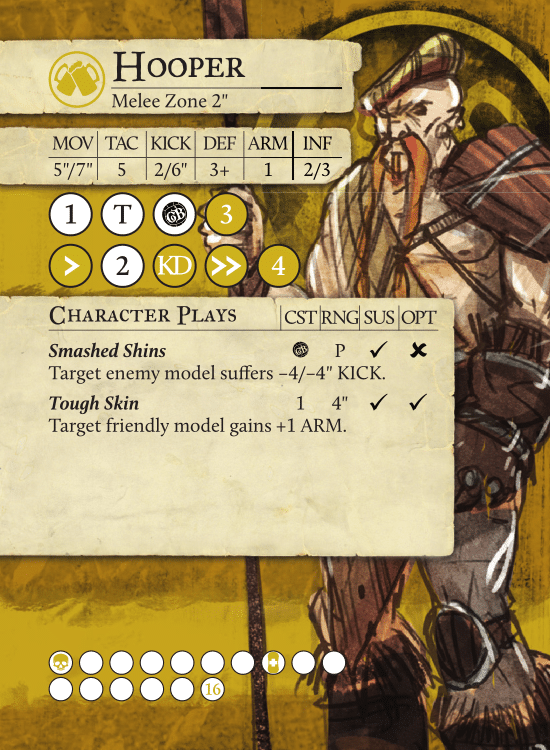 HOOPER
Melee Zone 2"
MOV TAC KICK DEF ARM INF
5"/7" 5 2/6" 3+ 1 2/3
1 T GB 3
> 2 KD >> 4
CHARACTER PLAYS CST RNG SUS OPT
Smashed Shins GB P ✓ ✘
Target enemy model suffers –4/–4" KICK.
Tough Skin 1 4" ✓ ✓
Target friendly model gains +1 ARM.
16